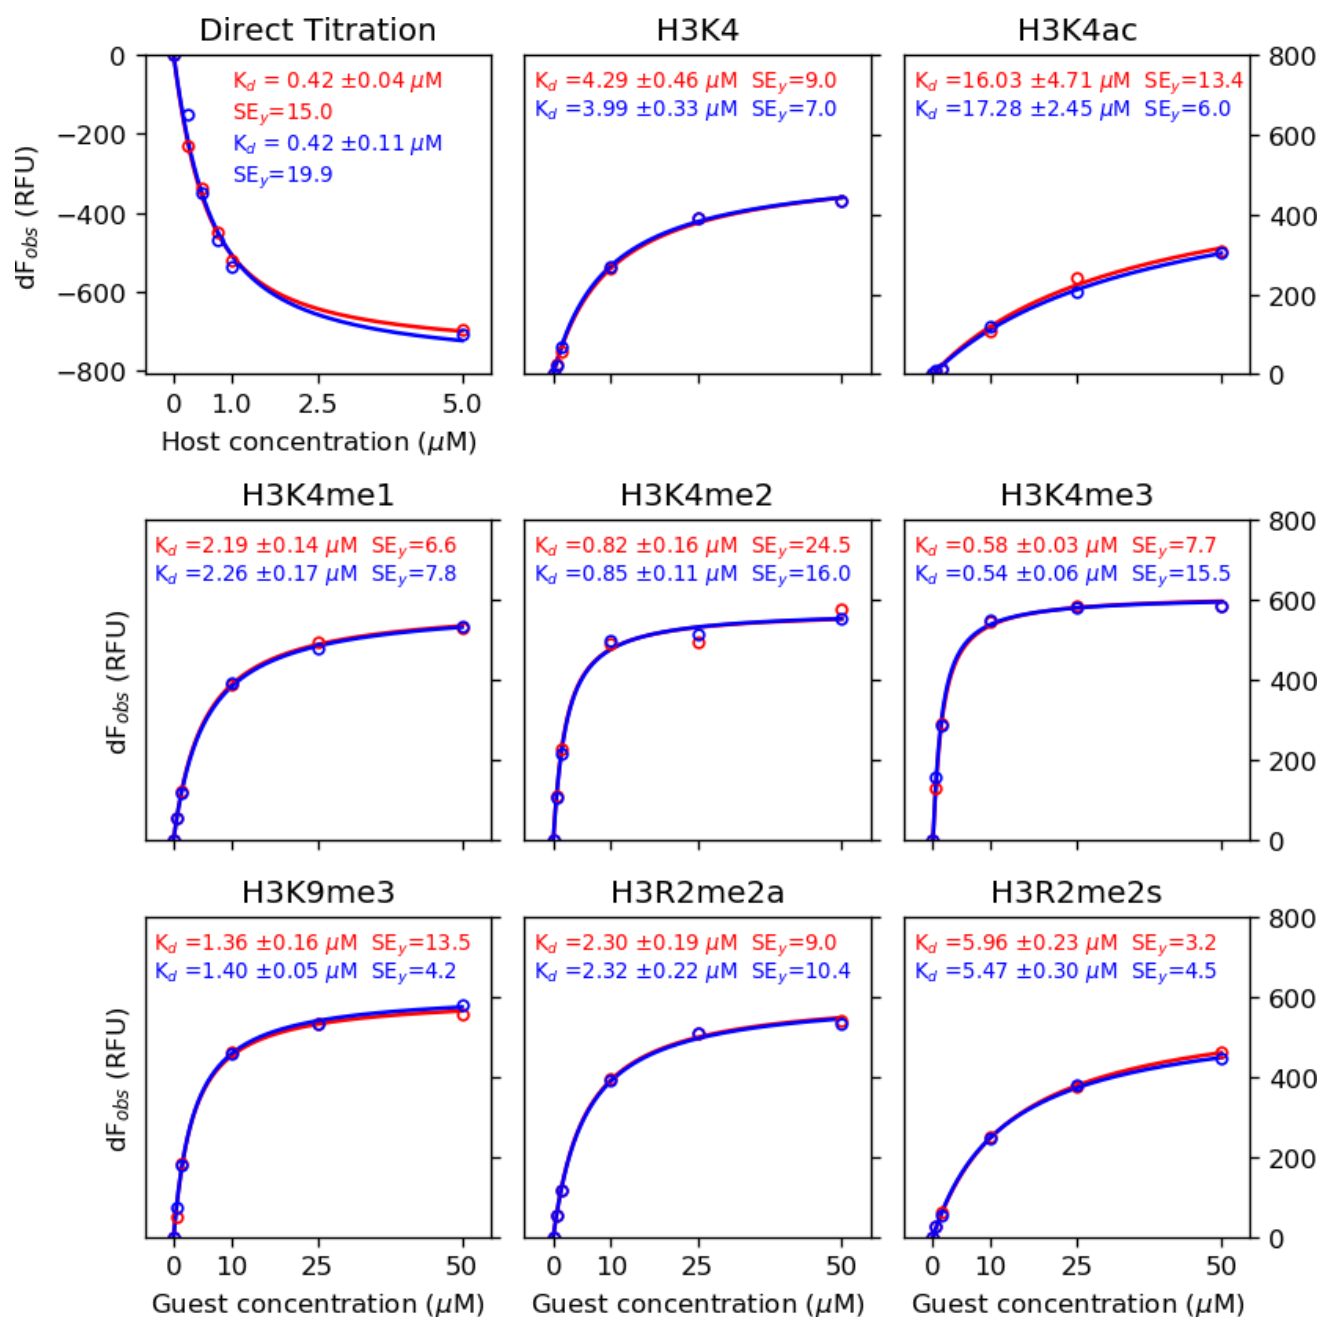 Direct Titration
H3K4
H3K4ac
K_d = 0.42 ±0.04 μM
SE_y=15.0
K_d = 0.42 ±0.11 μM
SE_y=19.9
K_d =4.29 ±0.46 μM SE_y=9.0
K_d =3.99 ±0.33 μM SE_y=7.0
K_d =16.03 ±4.71 μM SE_y=13.4
K_d =17.28 ±2.45 μM SE_y=6.0
dF_obs (RFU)
0
−200
−400
−600
−800
800
600
400
200
0
0 1.0 2.5 5.0
Host concentration (μM)
H3K4me1
H3K4me2
H3K4me3
K_d =2.19 ±0.14 μM SE_y=6.6
K_d =2.26 ±0.17 μM SE_y=7.8
K_d =0.82 ±0.16 μM SE_y=24.5
K_d =0.85 ±0.11 μM SE_y=16.0
K_d =0.58 ±0.03 μM SE_y=7.7
K_d =0.54 ±0.06 μM SE_y=15.5
dF_obs (RFU)
800
600
400
200
0
H3K9me3
H3R2me2a
H3R2me2s
K_d =1.36 ±0.16 μM SE_y=13.5
K_d =1.40 ±0.05 μM SE_y=4.2
K_d =2.30 ±0.19 μM SE_y=9.0
K_d =2.32 ±0.22 μM SE_y=10.4
K_d =5.96 ±0.23 μM SE_y=3.2
K_d =5.47 ±0.30 μM SE_y=4.5
dF_obs (RFU)
800
600
400
200
0
0 10 25 50
0 10 25 50
0 10 25 50
Guest concentration (μM)
Guest concentration (μM)
Guest concentration (μM)